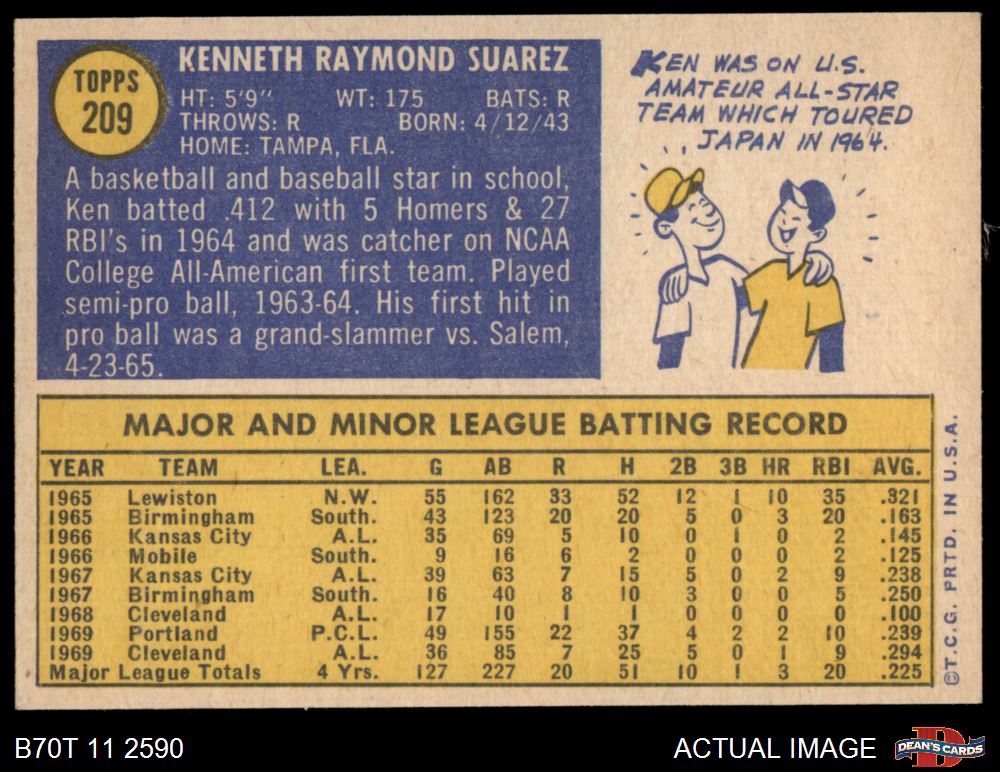 TOPPS
209
KENNETH RAYMOND SUAREZ
HT: 5'9" WT: 175 BATS: R
THROWS: R BORN: 4/12/43
HOME: TAMPA, FLA.
A basketball and baseball star in school,
Ken batted .412 with 5 Homers & 27
RBI's in 1964 and was catcher on NCAA
College All-American first team. Played
semi-pro ball, 1963-64. His first hit in
pro ball was a grand-slammer vs. Salem,
4-23-65.
KEN WAS ON U.S.
AMATEUR ALL-STAR
TEAM WHICH TOURED
JAPAN IN 1964.
MAJOR AND MINOR LEAGUE BATTING RECORD
YEAR TEAM LEA. G AB R H 2B 3B HR RBI AVG.
1965 Lewiston N.W. 55 162 33 52 12 1 10 35 .321
1965 Birmingham South. 43 123 20 20 5 0 3 20 .163
1966 Kansas City A.L. 35 69 5 10 0 1 0 2 .145
1966 Mobile South. 9 16 6 2 0 0 0 2 .125
1967 Kansas City A.L. 39 63 7 15 5 0 2 9 .238
1967 Birmingham South. 16 40 8 10 3 0 0 5 .250
1968 Cleveland A.L. 17 10 1 1 0 0 0 0 .100
1969 Portland P.C.L. 49 155 22 37 4 2 2 10 .239
1969 Cleveland A.L. 36 85 7 25 5 0 1 9 .294
Major League Totals 4 Yrs. 127 227 20 51 10 1 3 20 .225
©T.C.G. PRTD. IN U.S.A.
B70T 11 2590
ACTUAL IMAGE
D
DEAN'S CARDS